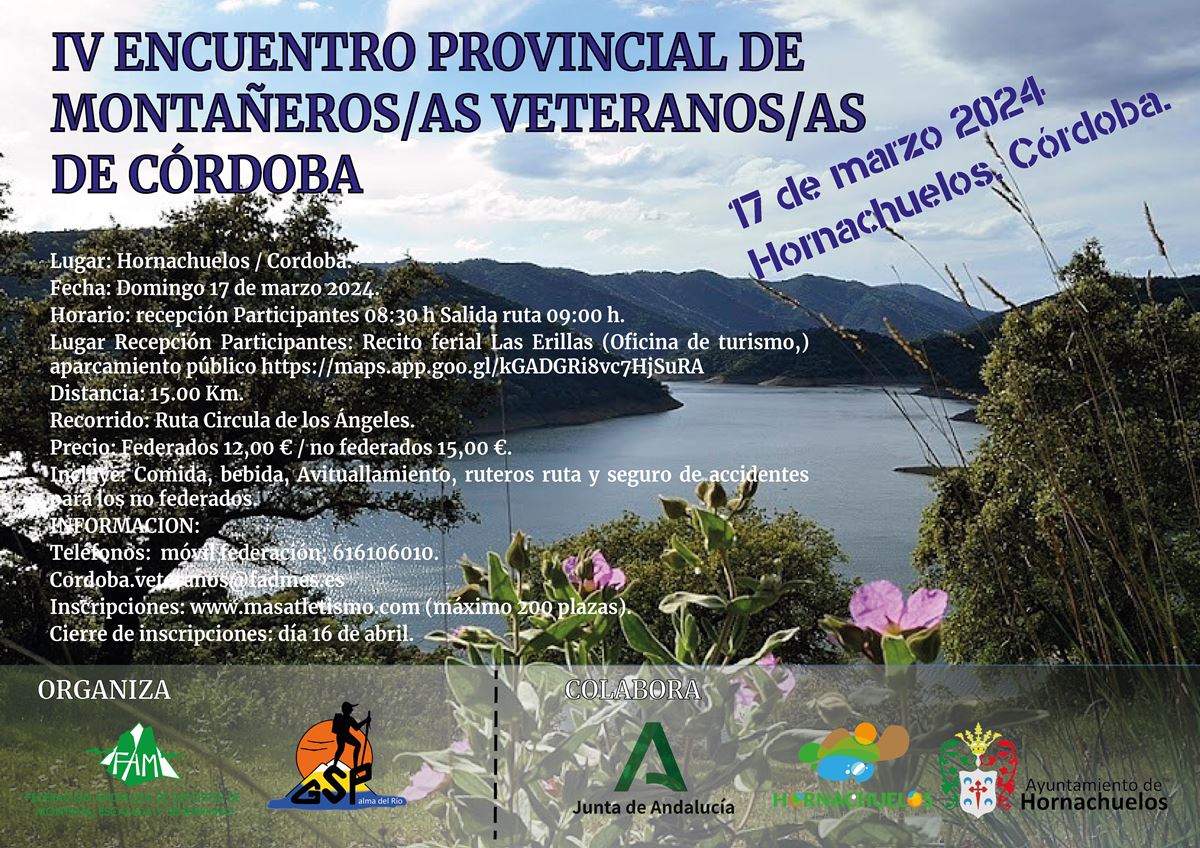 IV ENCUENTRO PROVINCIAL DE
MONTAÑEROS/AS VETERANOS/AS
DE CÓRDOBA
17 de marzo 2024
Hornachuelos, Córdoba.
Lugar: Hornachuelos / Cordoba.
Fecha: Domingo 17 de marzo 2024.
Horario: recepción Participantes 08:30 h Salida ruta 09:00 h.
Lugar Recepción Participantes: Recito ferial Las Erillas (Oficina de turismo,)
aparcamiento público https://maps.app.goo.gl/kGADGRi8vc7HjSuRA
Distancia: 15.00 Km.
Recorrido: Ruta Circula de los Ángeles.
Precio: Federados 12,00 € / no federados 15,00 €.
Incluye: Comida, bebida, Avituallamiento, ruteros ruta y seguro de accidentes
para los no federados.
INFORMACION:
Teléfonos: móvil federación; 616106010.
Cordoba.veteranos@fadmes.es
Inscripciones: www.masatletismo.com (máximo 200 plazas).
Cierre de inscripciones: día 16 de abril.
ORGANIZA
COLABORA
FAM
GSP
alma del Río
Junta de Andalucía
HORNACHUELOS
Ayuntamiento de
Hornachuelos